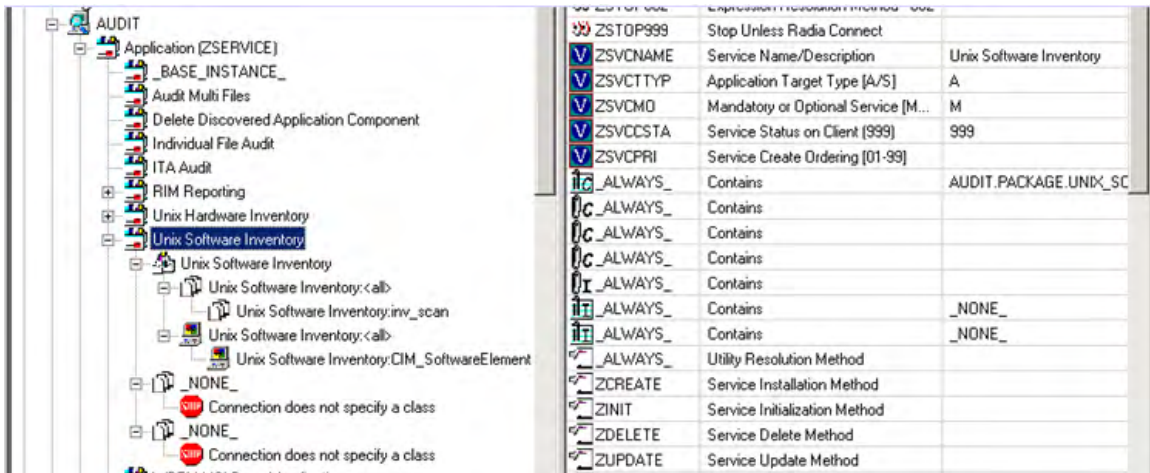 AUDIT
Application (ZSERVICE)
_BASE_INSTANCE_
Audit Multi Files
Delete Discovered Application Component
Individual File Audit
ITA Audit
RIM Reporting
Unix Hardware Inventory
Unix Software Inventory
Unix Software Inventory
Unix Software Inventory:<all>
Unix Software Inventory:inv_scan
Unix Software Inventory:<all>
Unix Software Inventory:CIM_SoftwareElement
_NONE_
Connection does not specify a class
_NONE_
Connection does not specify a class
ZSTOP999 Stop Unless Radia Connect
ZSVCNAME Service Name/Description Unix Software Inventory
ZSVCTTYP Application Target Type [A/S] A
ZSVCMO Mandatory or Optional Service [M... M
ZSVCCSTA Service Status on Client (999) 999
ZSVCPRI Service Create Ordering [01-99]
_ALWAYS_ Contains AUDIT.PACKAGE.UNIX_SC
_ALWAYS_ Contains
_ALWAYS_ Contains
_ALWAYS_ Contains
_ALWAYS_ Contains
_ALWAYS_ Contains _NONE_
_ALWAYS_ Contains _NONE_
_ALWAYS_ Utility Resolution Method
ZCREATE Service Installation Method
ZINIT Service Initialization Method
ZDELETE Service Delete Method
ZUPDATE Service Update Method